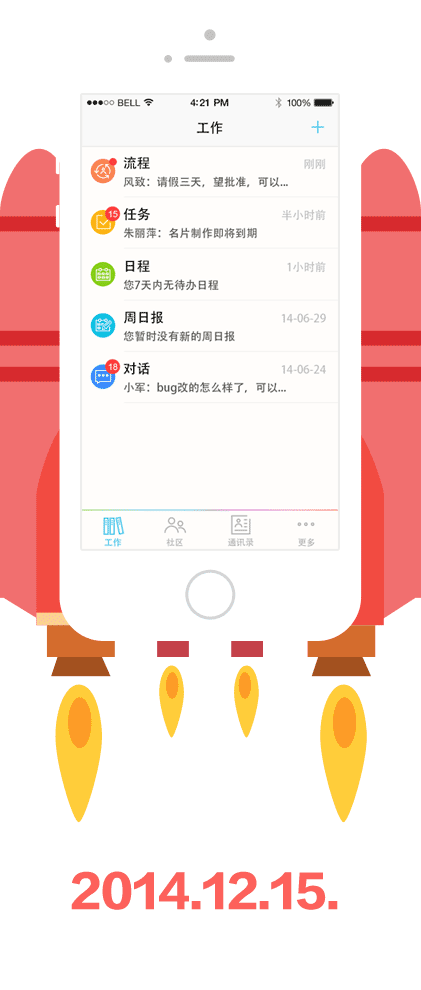 ●●●○○ BELL 4:21 PM 100%
工作 +
流程 刚刚
风致：请假三天，望批准，可以...
15
任务 半小时前
朱丽萍：名片制作即将到期
日程 1小时前
您7天内无待办日程
周日报 14-06-29
您暂时没有新的周日报
18
对话 14-06-24
小军：bug改的怎么样了，可以...
工作 社区 通讯录 更多
2014.12.15.